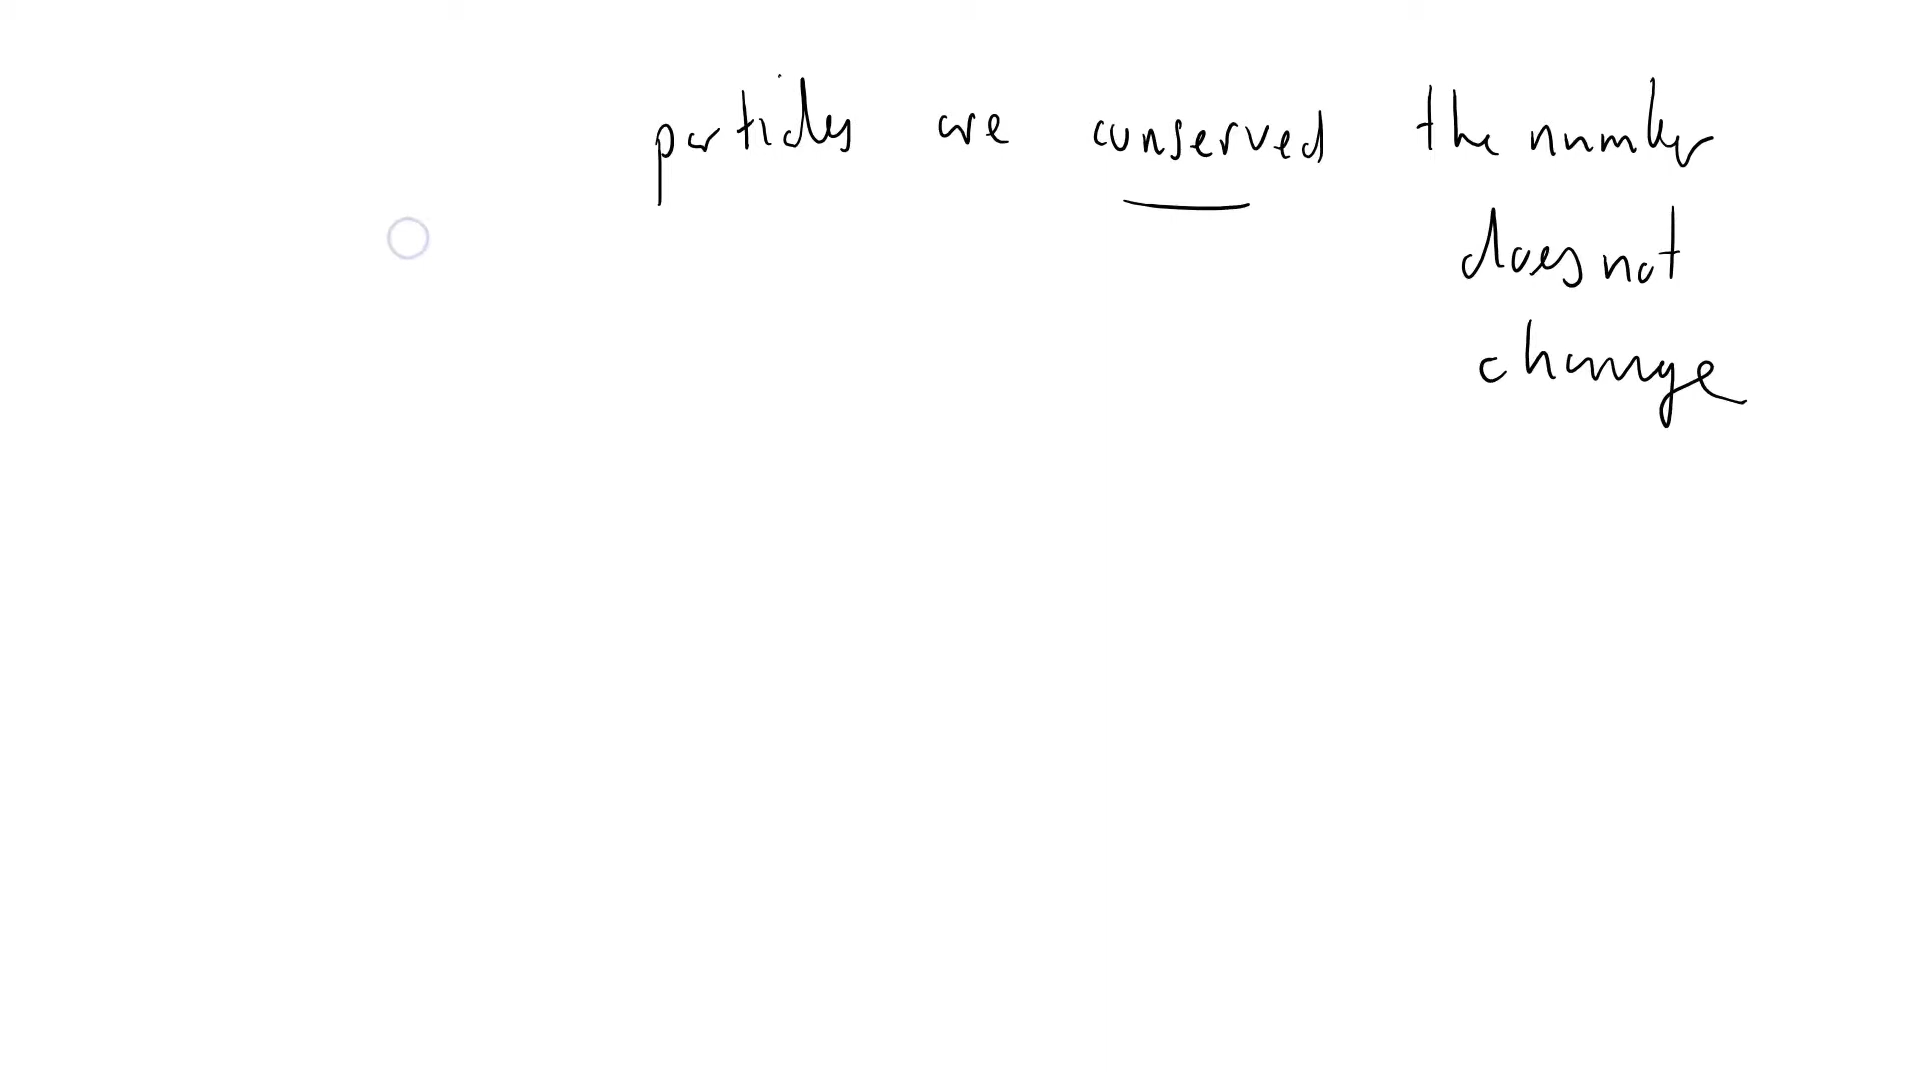 particles are conserved the number
does not
change